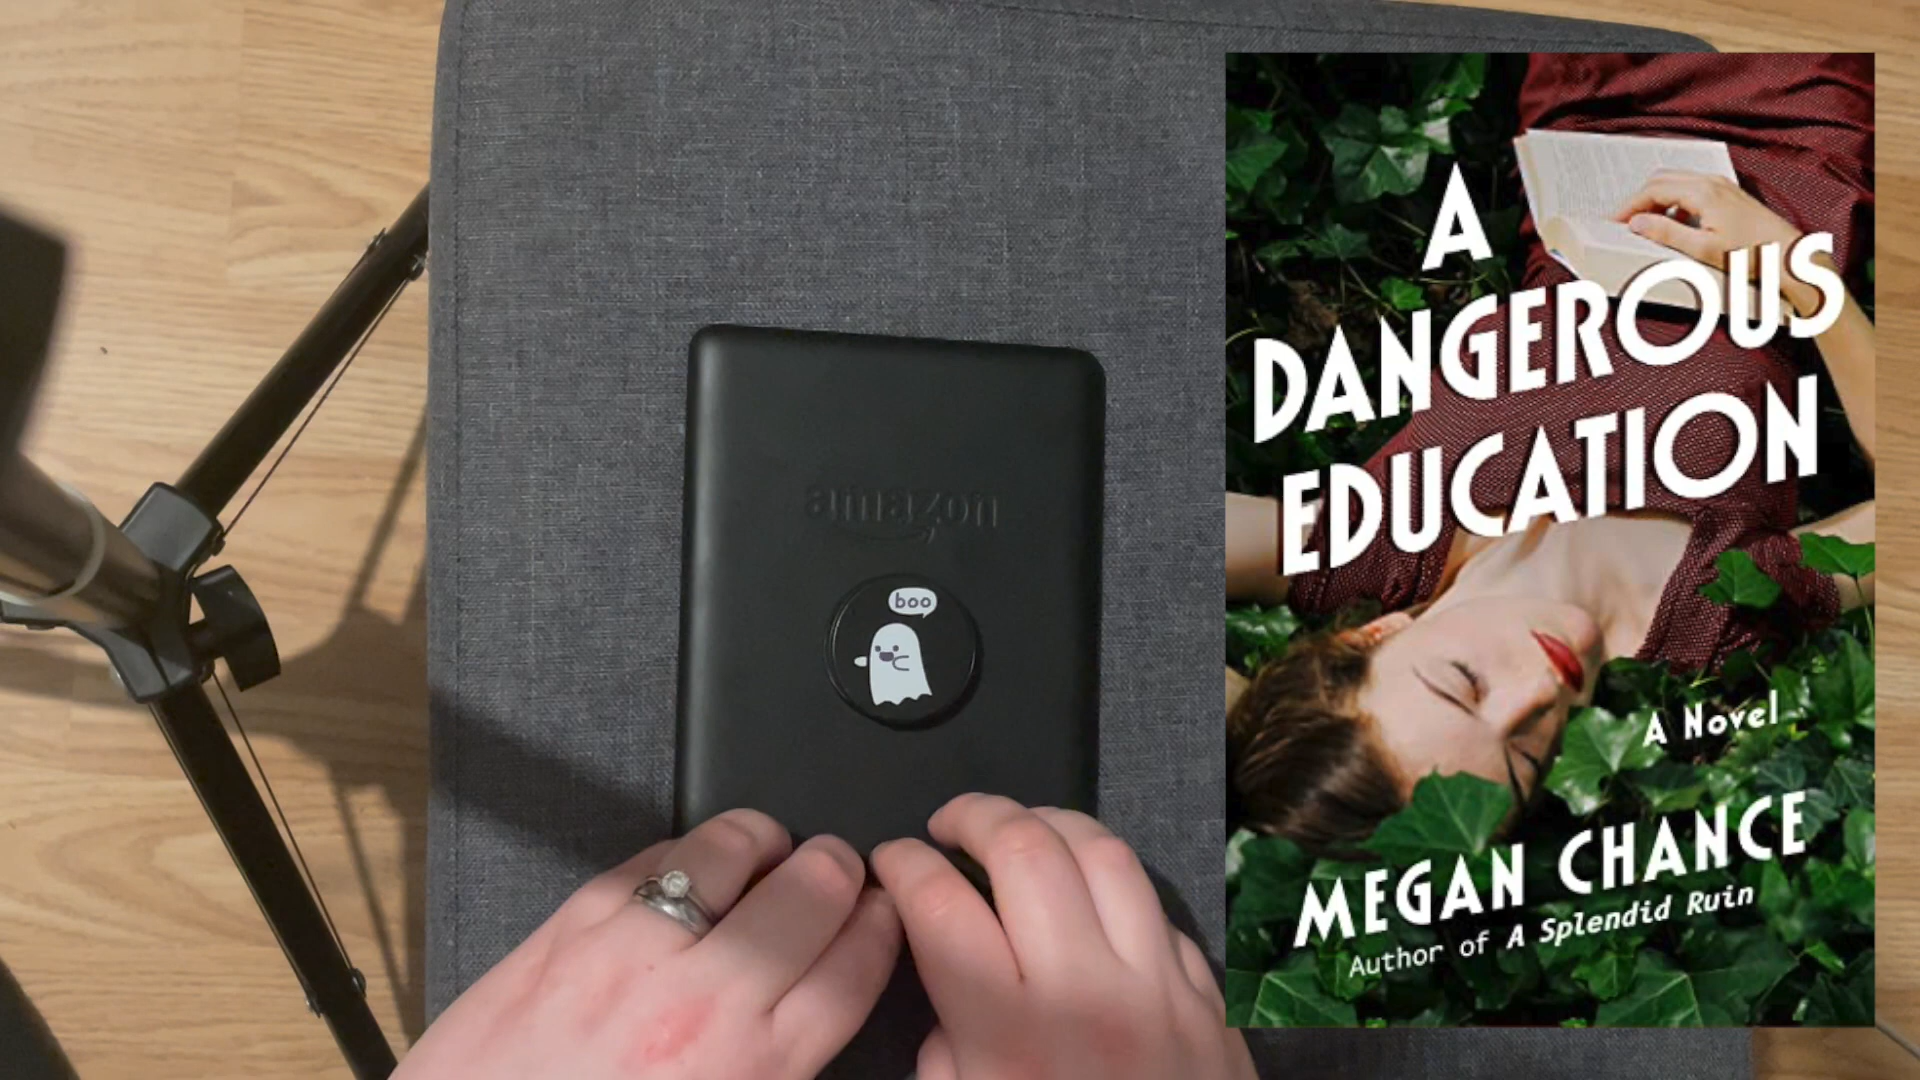 amazon
boo
A
DANGEROUS
EDUCATION
A Novel
MEGAN CHANCE
Author of A Splendid Ruin